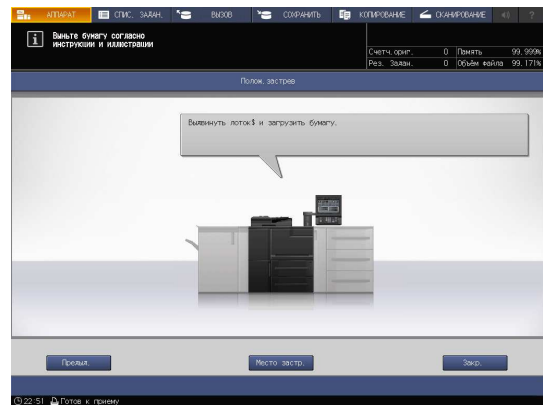 АППАРАТ СПИС. ЗАДАН. ВЫЗОВ СОХРАНИТЬ КОПИРОВАНИЕ СКАНИРОВАНИЕ ?
i Выньте бумагу согласно
инструкции и иллюстрации
Счетч.ориг. 0 Память 99,999%
Рез. Задан. 0 Объём файла 99,171%
Полож.застрев
Выдвинуть лоток$ и загрузить бумагу.
Предыд. Место застр. Закр.
22:51 Готов к приему